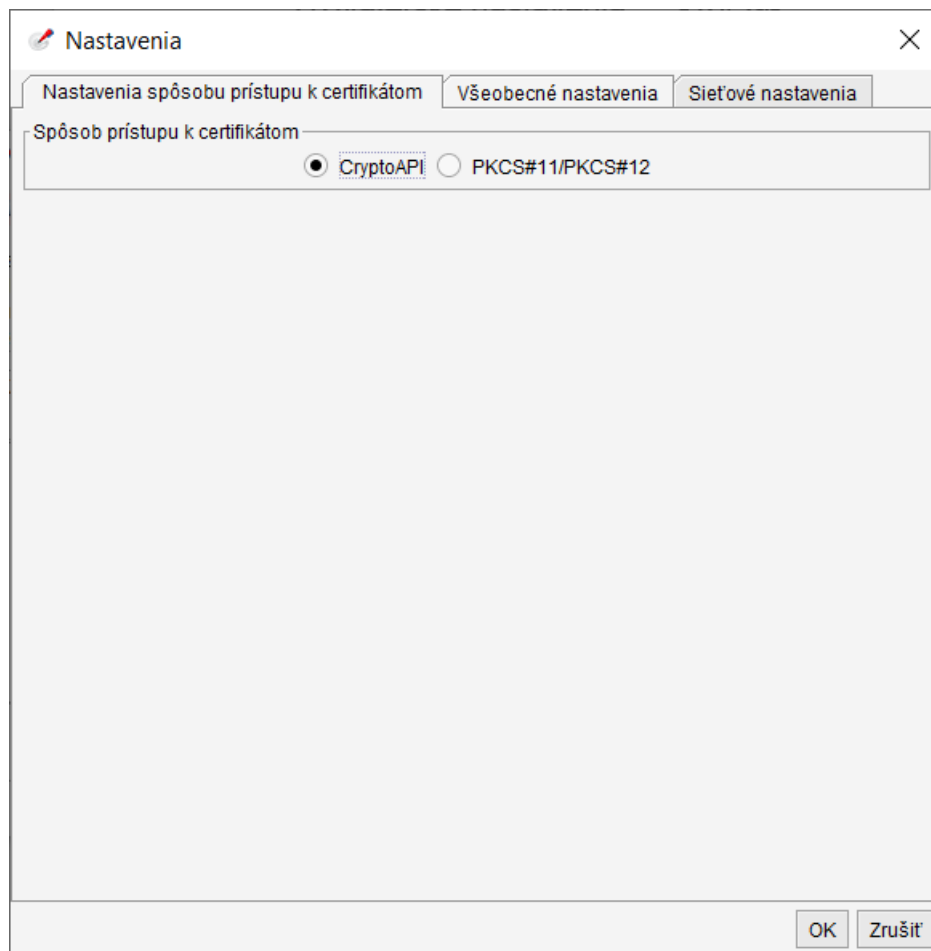 Nastavenia
Nastavenia spôsobu prístupu k certifikátom Všeobecné nastavenia Sieťové nastavenia
Spôsob prístupu k certifikátom
CryptoAPI PKCS#11/PKCS#12
OK Zrušiť